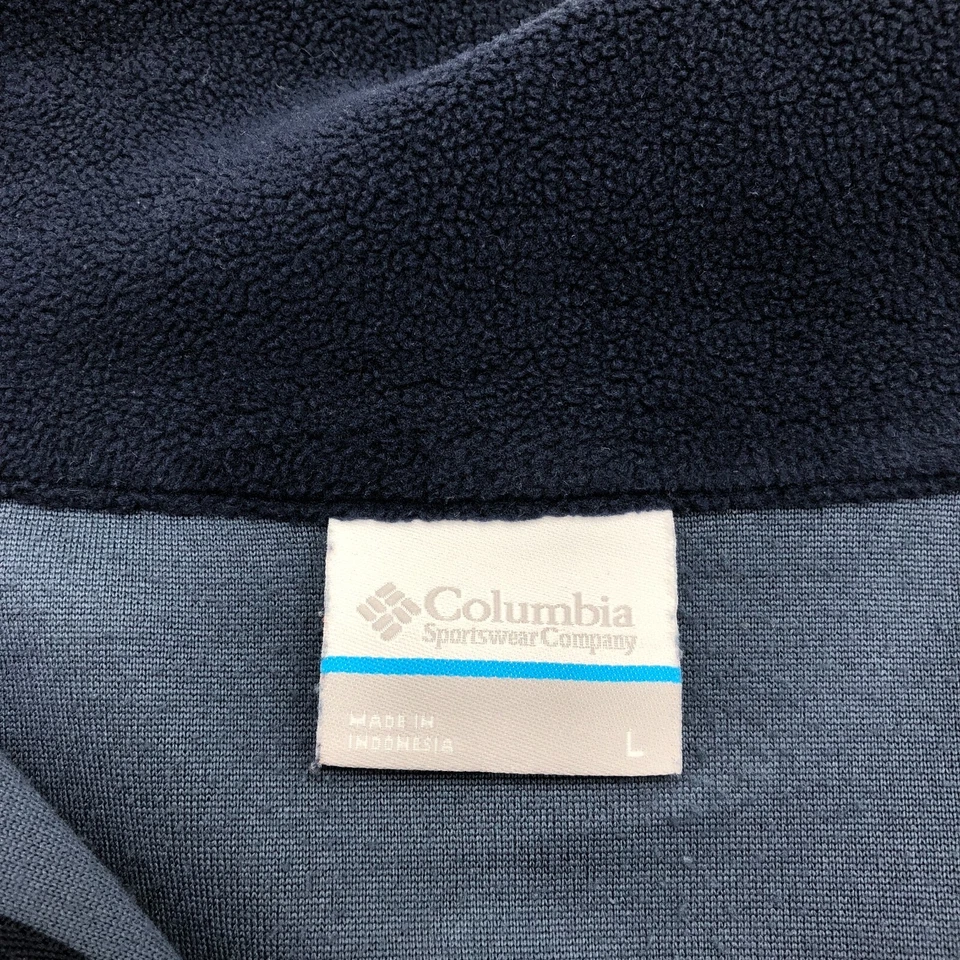 Columbia
Sportswear Company
MADE IN
INDONESIA
L